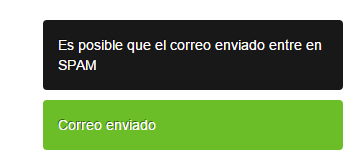 Es posible que el correo enviado entre en
SPAM
Correo enviado